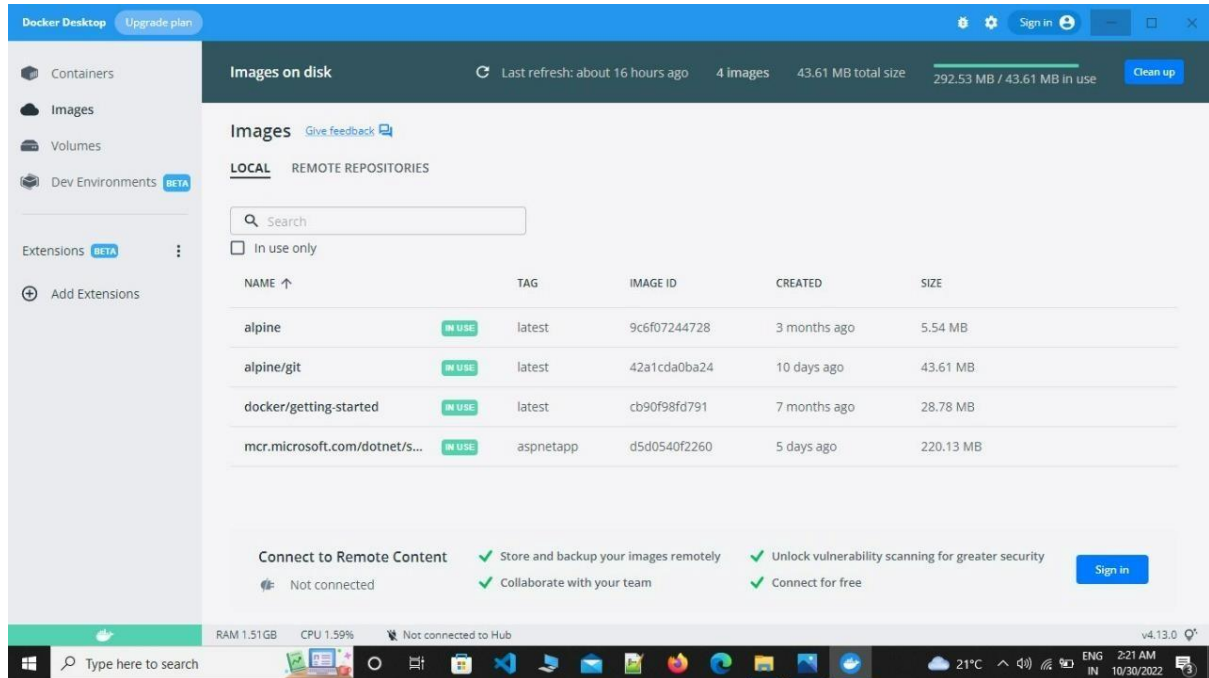 Docker Desktop Upgrade plan Sign in
Containers
Images
Volumes
Dev Environments BETA
Extensions BETA
Add Extensions
Images on disk Last refresh: about 16 hours ago 4 images 43.61 MB total size 292.53 MB / 43.61 MB in use Clean up
Images Give feedback
LOCAL REMOTE REPOSITORIES
Search
In use only
NAME TAG IMAGE ID CREATED SIZE
alpine IN USE latest 9c6f07244728 3 months ago 5.54 MB
alpine/git IN USE latest 42a1cda0ba24 10 days ago 43.61 MB
docker/getting-started IN USE latest cb90f98fd791 7 months ago 28.78 MB
mcr.microsoft.com/dotnet/s... IN USE aspnetapp d5d0540f2260 5 days ago 220.13 MB
Connect to Remote Content
Not connected
Store and backup your images remotely
Collaborate with your team
Unlock vulnerability scanning for greater security
Connect for free
Sign in
RAM 1.51GB CPU 1.59% Not connected to Hub v4.13.0
Type here to search 21°C ENG 2:21 AM
IN 10/30/2022 3